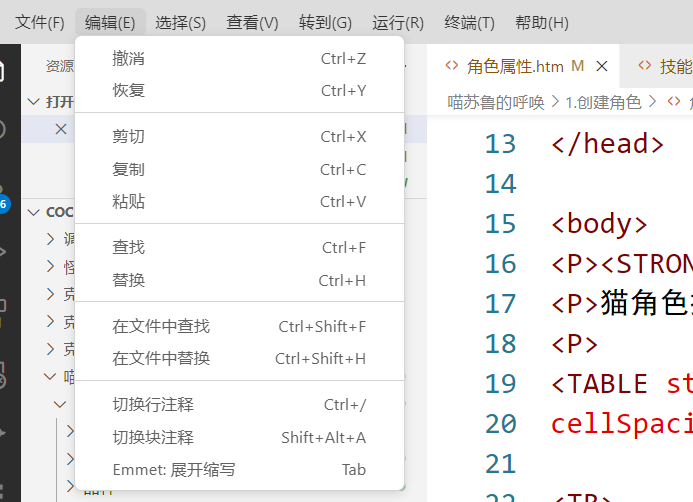 文件(F) 编辑(E) 选择(S) 查看(V) 转到(G) 运行(R) 终端(T) 帮助(H)
资源
打开
COC
撤消 Ctrl+Z
恢复 Ctrl+Y
剪切 Ctrl+X
复制 Ctrl+C
粘贴 Ctrl+V
查找 Ctrl+F
替换 Ctrl+H
在文件中查找 Ctrl+Shift+F
在文件中替换 Ctrl+Shift+H
切换行注释 Ctrl+/
切换块注释 Shift+Alt+A
Emmet: 展开缩写 Tab
角色属性.htm M 技能
喵苏鲁的呼唤 > 1.创建角色 >
13 </head>
14
15 <body>
16 <P><STRON
17 <P>猫角色
18 <P>
19 <TABLE st
20 cellSpaci
21
22 <TR>